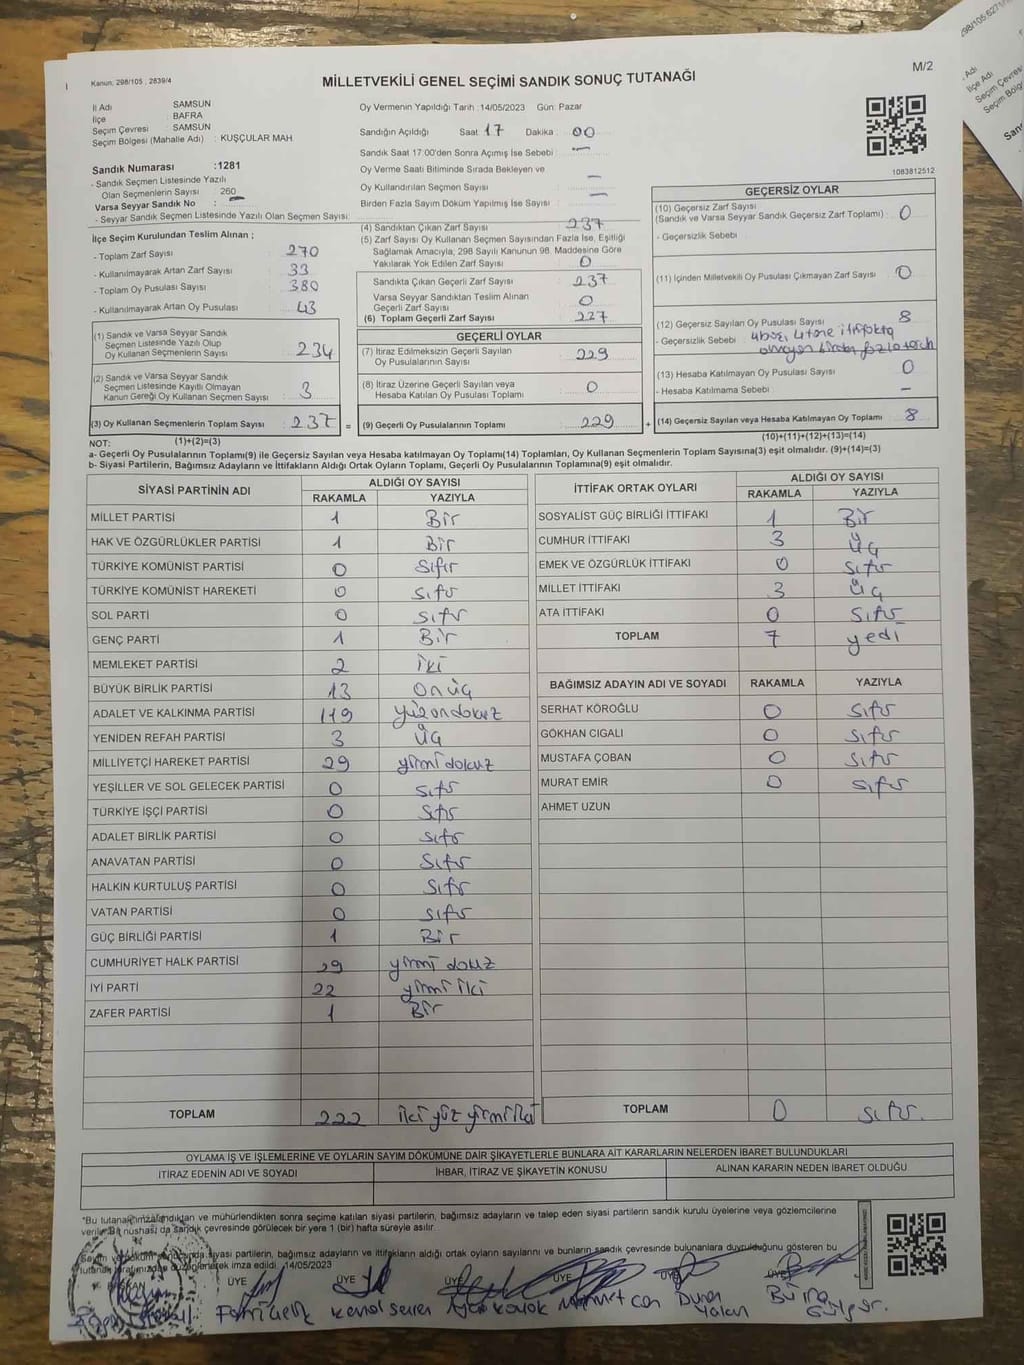 Kanun, 298/105 , 2839/4
MİLLETVEKİLİ GENEL SEÇİMİ SANDIK SONUÇ TUTANAĞI
M/2
İl Adı : SAMSUN
İlçe : BAFRA
Seçim Çevresi : SAMSUN
Seçim Bölgesi (Mahalle Adı) : KUŞÇULAR MAH
Sandık Numarası :1281
- Sandık Seçmen Listesinde Yazılı
Olan Seçmenlerin Sayısı : 260
Varsa Seyyar Sandık No : —
- Seyyar Sandık Seçmen Listesinde Yazılı Olan Seçmen Sayısı:
Oy Vermenin Yapıldığı Tarih :14/05/2023 Gün: Pazar
Sandığın Açıldığı Saat 17 Dakika : 00
Sandık Saat 17:00'den Sonra Açımış İse Sebebi : —
Oy Verme Saati Bitiminde Sırada Bekleyen ve
Oy Kullandırılan Seçmen Sayısı : —
Birden Fazla Sayım Döküm Yapılmış İse Sayısı : —
1083812512
İlçe Seçim Kurulundan Teslim Alınan ;
- Toplam Zarf Sayısı : 270
- Kullanılmayarak Artan Zarf Sayısı : 33
- Toplam Oy Pusulası Sayısı : 380
- Kullanılmayarak Artan Oy Pusulası : 43
(1) Sandık ve Varsa Seyyar Sandık
Seçmen Listesinde Yazılı Olup
Oy Kullanan Seçmenlerin Sayısı : 234
(2) Sandık ve Varsa Seyyar Sandık
Seçmen Listesinde Kayıtlı Olmayan
Kanun Gereği Oy Kullanan Seçmen Sayısı : 3
(3) Oy Kullanan Seçmenlerin Toplam Sayısı : 237 =
(4) Sandıktan Çıkan Zarf Sayısı : 237
(5) Zarf Sayısı Oy Kullanan Seçmen Sayısından Fazla İse, Eşitliği
Sağlamak Amacıyla, 298 Sayılı Kanunun 98. Maddesine Göre
Yakılarak Yok Edilen Zarf Sayısı : 0
Sandıkta Çıkan Geçerli Zarf Sayısı : 237
Varsa Seyyar Sandıktan Teslim Alınan
Geçerli Zarf Sayısı : 0
(6) Toplam Geçerli Zarf Sayısı : 227
GEÇERLİ OYLAR
(7) İtiraz Edilmeksizin Geçerli Sayılan
Oy Pusulalarının Sayısı : 229
(8) İtiraz Üzerine Geçerli Sayılan veya
Hesaba Katılan Oy Pusulası Toplamı : 0
(9) Geçerli Oy Pusulalarının Toplamı : 229 +
GEÇERSİZ OYLAR
(10) Geçersiz Zarf Sayısı
(Sandık ve Varsa Seyyar Sandık Geçersiz Zarf Toplamı) : 0
- Geçersizlik Sebebi :
(11) İçinden Milletvekili Oy Pusulası Çıkmayan Zarf Sayısı : 0
(12) Geçersiz Sayılan Oy Pusulası Sayısı : 8
- Geçersizlik Sebebi : 4 boş, 4 tane ittifakta
olmayan birden fazla tercih
(13) Hesaba Katılmayan Oy Pusulası Sayısı : 0
- Hesaba Katılmama Sebebi : —
(14) Geçersiz Sayılan veya Hesaba Katılmayan Oy Toplamı : 8
NOT: (1)+(2)=(3) (10)+(11)+(12)+(13)=(14)
a- Geçerli Oy Pusulalarının Toplamı(9) ile Geçersiz Sayılan veya Hesaba katılmayan Oy Toplamı(14) Toplamları, Oy Kullanan Seçmenlerin Toplam Sayısına(3) eşit olmalıdır. (9)+(14)=(3)
b- Siyasi Partilerin, Bağımsız Adayların ve İttifakların Aldığı Ortak Oyların Toplamı, Geçerli Oy Pusulalarının Toplamına(9) eşit olmalıdır.
SİYASİ PARTİNİN ADI ALDIĞI OY SAYISI
RAKAMLA YAZIYLA
MİLLET PARTİSİ 1 Bir
HAK VE ÖZGÜRLÜKLER PARTİSİ 1 Bir
TÜRKİYE KOMÜNİST PARTİSİ 0 Sıfır
TÜRKİYE KOMÜNİST HAREKETİ 0 Sıfır
SOL PARTİ 0 Sıfır
GENÇ PARTİ 1 Bir
MEMLEKET PARTİSİ 2 iki
BÜYÜK BİRLİK PARTİSİ 13 On üç
ADALET VE KALKINMA PARTİSİ 119 yüzondokuz
YENİDEN REFAH PARTİSİ 3 Üç
MİLLİYETÇİ HAREKET PARTİSİ 29 yirmi dokuz
YEŞİLLER VE SOL GELECEK PARTİSİ 0 Sıfır
TÜRKİYE İŞÇİ PARTİSİ 0 Sıfır
ADALET BİRLİK PARTİSİ 0 Sıfır
ANAVATAN PARTİSİ 0 Sıfır
HALKIN KURTULUŞ PARTİSİ 0 Sıfır
VATAN PARTİSİ 0 Sıfır
GÜÇ BİRLİĞİ PARTİSİ 1 Bir
CUMHURİYET HALK PARTİSİ 29 yirmi dokuz
İYİ PARTİ 22 yirmi iki
ZAFER PARTİSİ 1 Bir
TOPLAM 222 iki yüz yirmi iki
İTTİFAK ORTAK OYLARI ALDIĞI OY SAYISI
RAKAMLA YAZIYLA
SOSYALİST GÜÇ BİRLİĞİ İTTİFAKI 1 Bir
CUMHUR İTTİFAKI 3 Üç
EMEK VE ÖZGÜRLÜK İTTİFAKI 0 Sıfır
MİLLET İTTİFAKI 3 Üç
ATA İTTİFAKI 0 Sıfır
TOPLAM 7 yedi
BAĞIMSIZ ADAYIN ADI VE SOYADI RAKAMLA YAZIYLA
SERHAT KÖROĞLU 0 Sıfır
GÖKHAN CIGALI 0 Sıfır
MUSTAFA ÇOBAN 0 Sıfır
MURAT EMİR 0 Sıfır
AHMET UZUN
TOPLAM 0 Sıfır.
OYLAMA İŞ VE İŞLEMLERİNE VE OYLARIN SAYIM DÖKÜMÜNE DAİR ŞİKAYETLERLE BUNLARA AİT KARARLARIN NELERDEN İBARET BULUNDUKLARI
İTİRAZ EDENİN ADI VE SOYADI İHBAR, İTİRAZ VE ŞİKAYETİN KONUSU ALINAN KARARIN NEDEN İBARET OLDUĞU
*Bu tutanak imzalandıktan ve mühürlendikten sonra seçime katılan siyasi partilerin, bağımsız adayların ve talep eden siyasi partilerin sandık kurulu üyelerine veya gözlemcilerine
verilir. Bir nüshası da sandık çevresinde görülecek bir yere 1 (bir) hafta süreyle asılır.
siyasi partilerin, bağımsız adayların ve ittifakların aldığı ortak oyların sayılarını ve bunların sandık çevresinde bulunanlara duyrulduğunu gösteren bu
tutanak tarafımızdan düzenlenerek imza edildi. 14/05/2023
BAŞKAN ÜYE ÜYE ÜYE ÜYE ÜYE ÜYE
Mehmet can